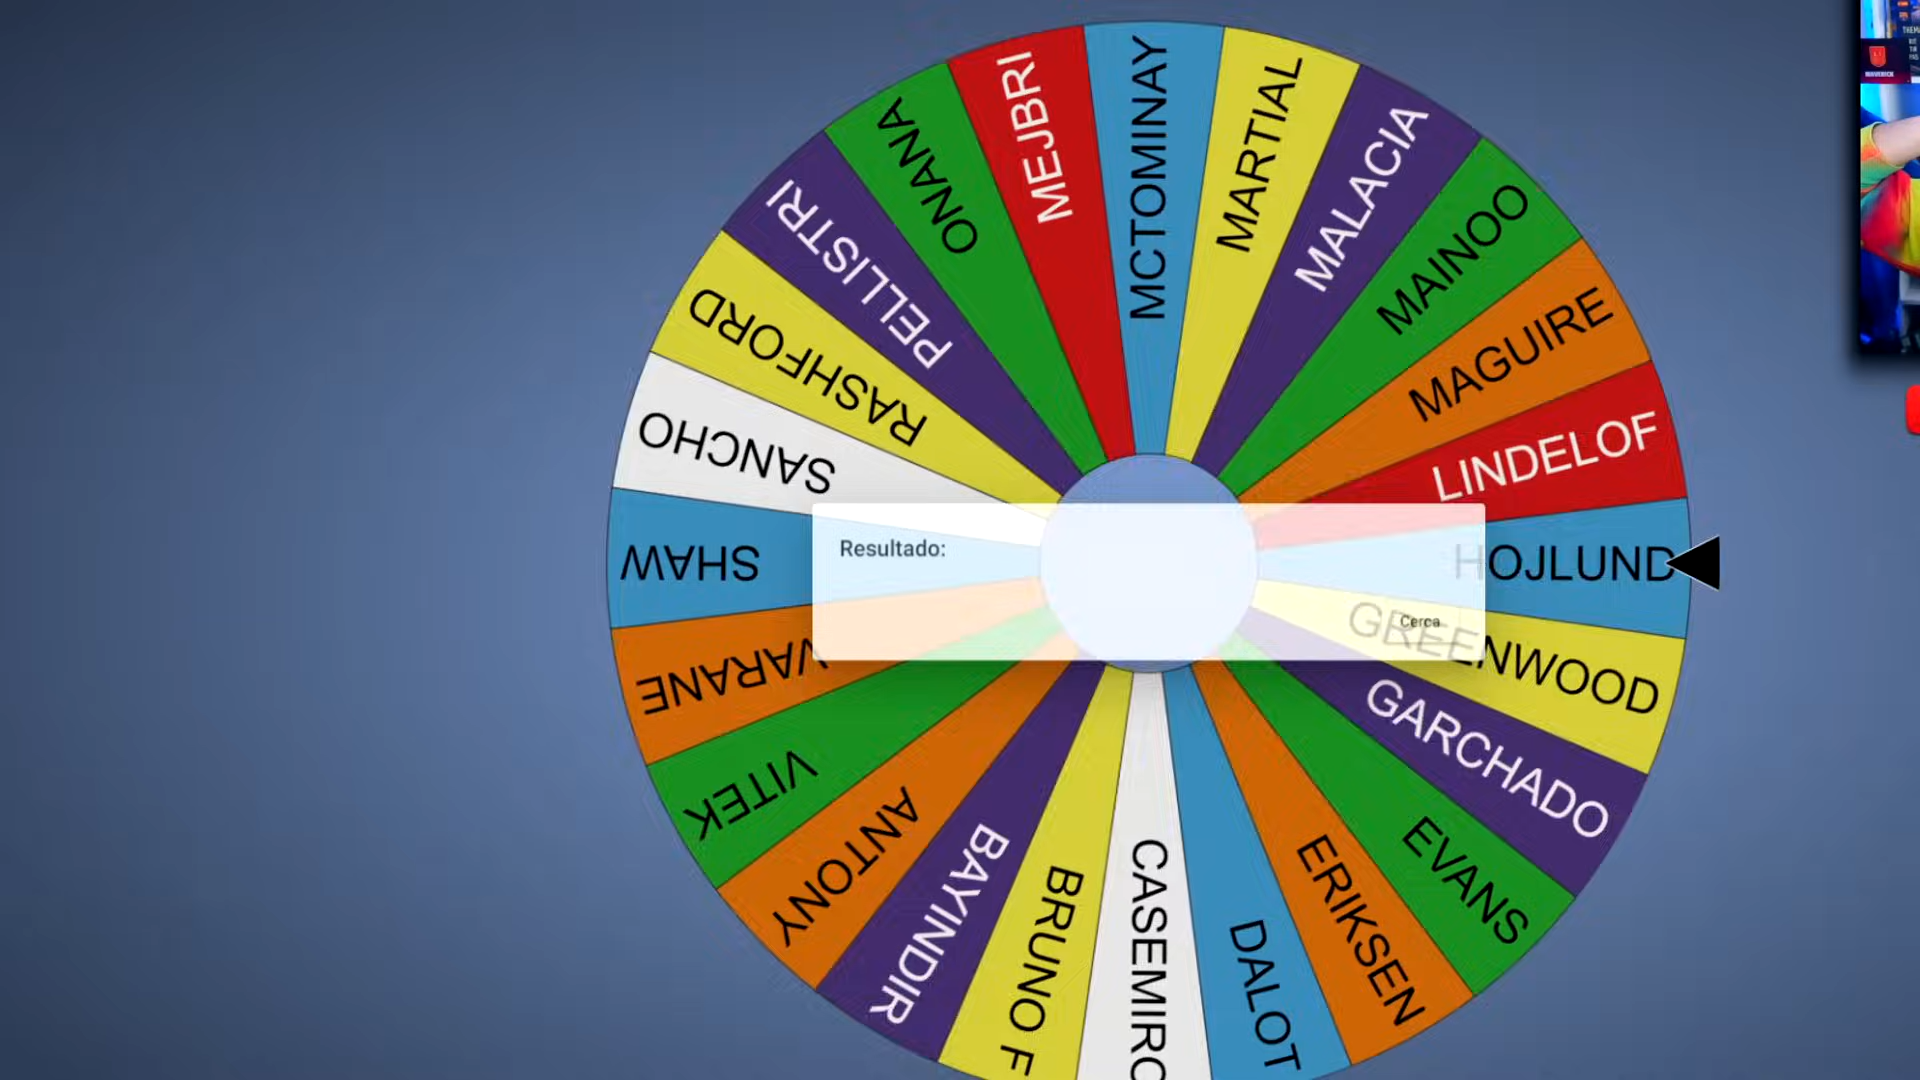 MCTOMINAY
MARTIAL
MALACIA
MAINOO
MAGUIRE
LINDELOF
HOJLUND
GREENWOOD
GARCHADO
EVANS
ERIKSEN
DALOT
CASEMIRO
BRUNO F
BAYINDIR
ANTONY
VITEK
VARANE
SHAW
SANCHO
RASHFORD
PELLISTRI
ONANA
MEJBRI
Resultado:
Cerca